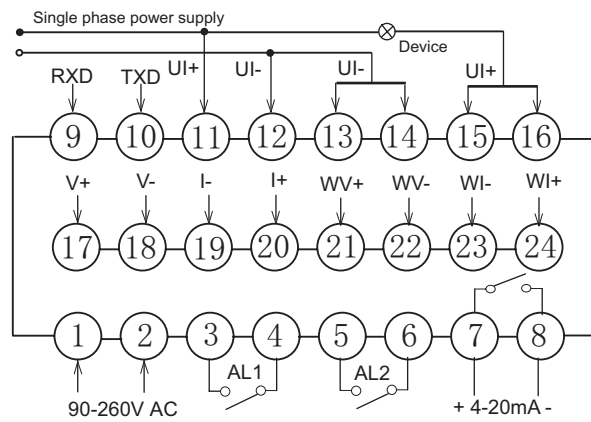 Single phase power supply
Device
RXD TXD UI+ UI- UI- UI+
9 10 11 12 13 14 15 16
V+ V- I- I+ WV+ WV- WI- WI+
17 18 19 20 21 22 23 24
1 2 3 4 5 6 7 8
AL1 AL2
90-260V AC + 4-20mA -